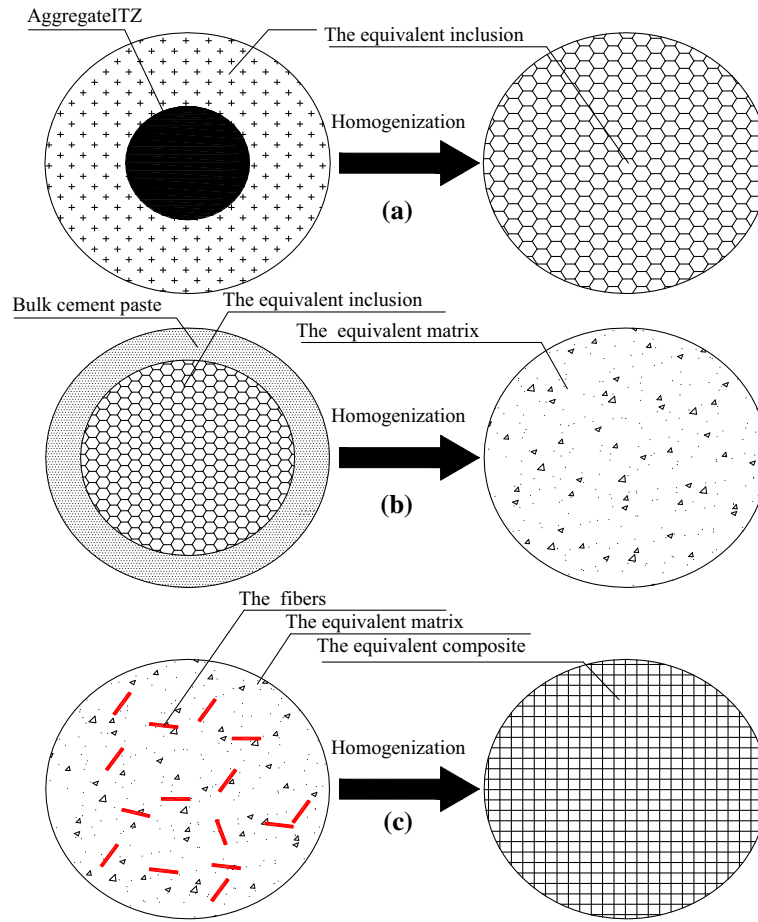 AggregateITZ
The equivalent inclusion
Homogenization
(a)
Bulk cement paste
The equivalent inclusion
The equivalent matrix
Homogenization
(b)
The fibers
The equivalent matrix
The equivalent composite
Homogenization
(c)